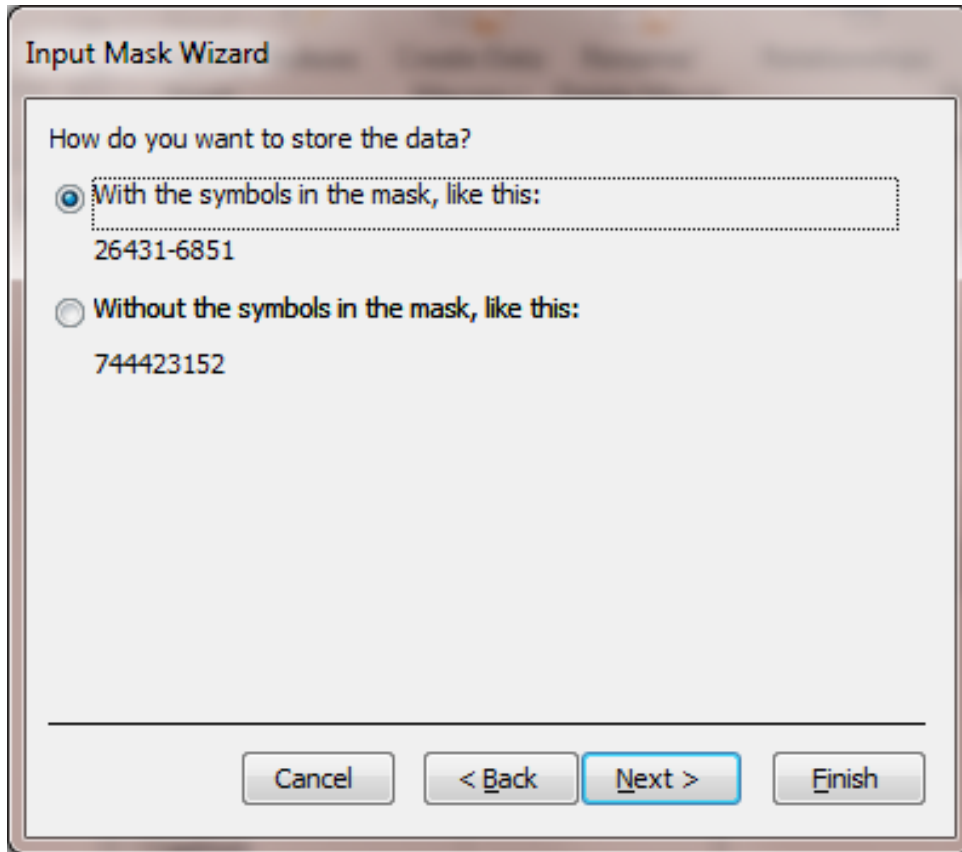 Input Mask Wizard
How do you want to store the data?
With the symbols in the mask, like this:
26431-6851
Without the symbols in the mask, like this:
744423152
Cancel
< Back
Next >
Finish